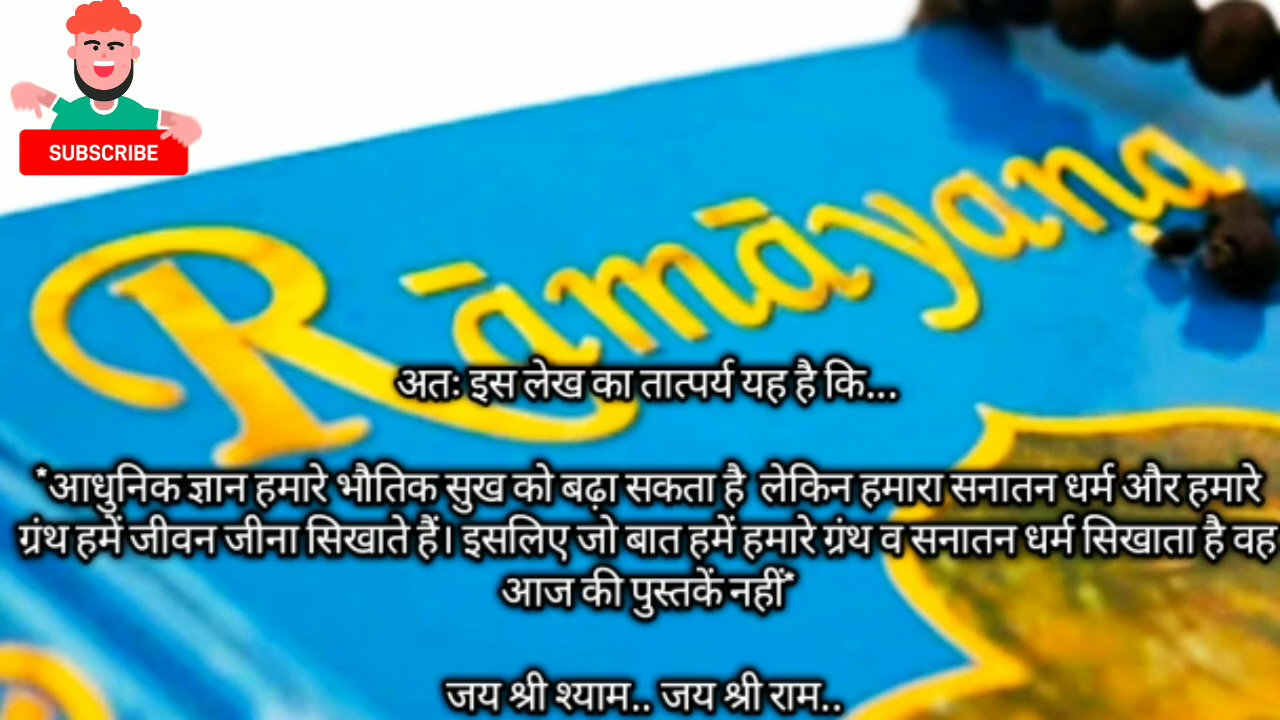 SUBSCRIBE
Rāmāyaṇa
अतः इस लेख का तात्पर्य यह है कि...
*आधुनिक ज्ञान हमारे भौतिक सुख को बढ़ा सकता है लेकिन हमारा सनातन धर्म और हमारे
ग्रंथ हमें जीवन जीना सिखाते हैं। इसलिए जो बात हमें हमारे ग्रंथ व सनातन धर्म सिखाता है वह
आज की पुस्तकें नहीं*
जय श्री श्याम.. जय श्री राम..